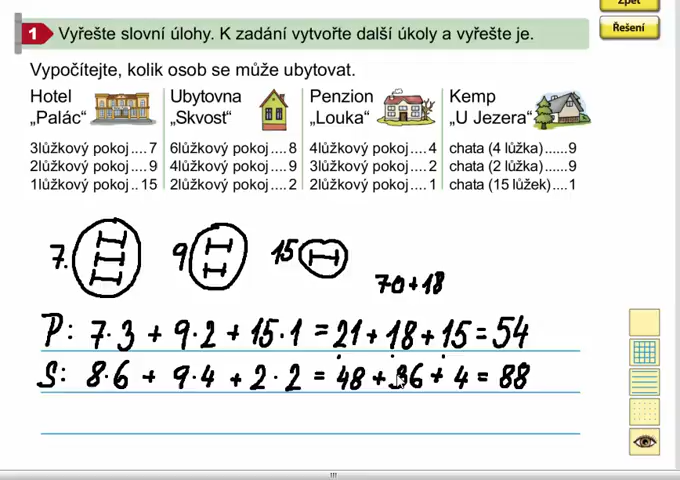 Zpět
1 Vyřešte slovní úlohy. K zadání vytvořte další úkoly a vyřešte je.
Řešení
Vypočítejte, kolik osob se může ubytovat.
Hotel „Palác“
3lůžkový pokoj....7
2lůžkový pokoj....9
1lůžkový pokoj..15
Ubytovna „Skvost“
6lůžkový pokoj....8
4lůžkový pokoj....9
2lůžkový pokoj....2
Penzion „Louka“
4lůžkový pokoj....4
3lůžkový pokoj....2
2lůžkový pokoj....1
Kemp „U Jezera“
chata (4 lůžka)......9
chata (2 lůžka)......9
chata (15 lůžek)....1
7. 9 15
70+18
P: 7·3 + 9·2 + 15·1 = 21+18+15=54
S: 8·6 + 9·4 + 2·2 = 48+36+4=88